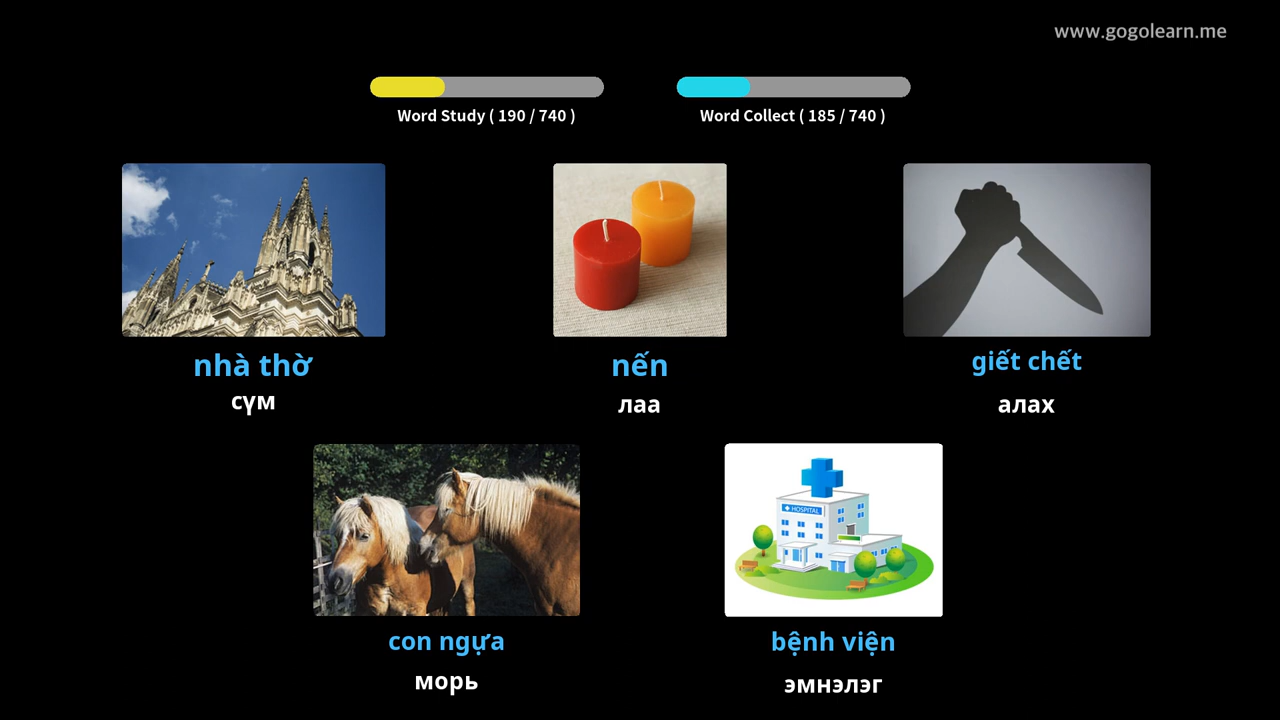 www.gogolearn.me
Word Study ( 190 / 740 )
Word Collect ( 185 / 740 )
nhà thờ
сүм
nến
лаа
giết chết
алах
HOSPITAL
con ngựa
морь
bệnh viện
эмнэлэг